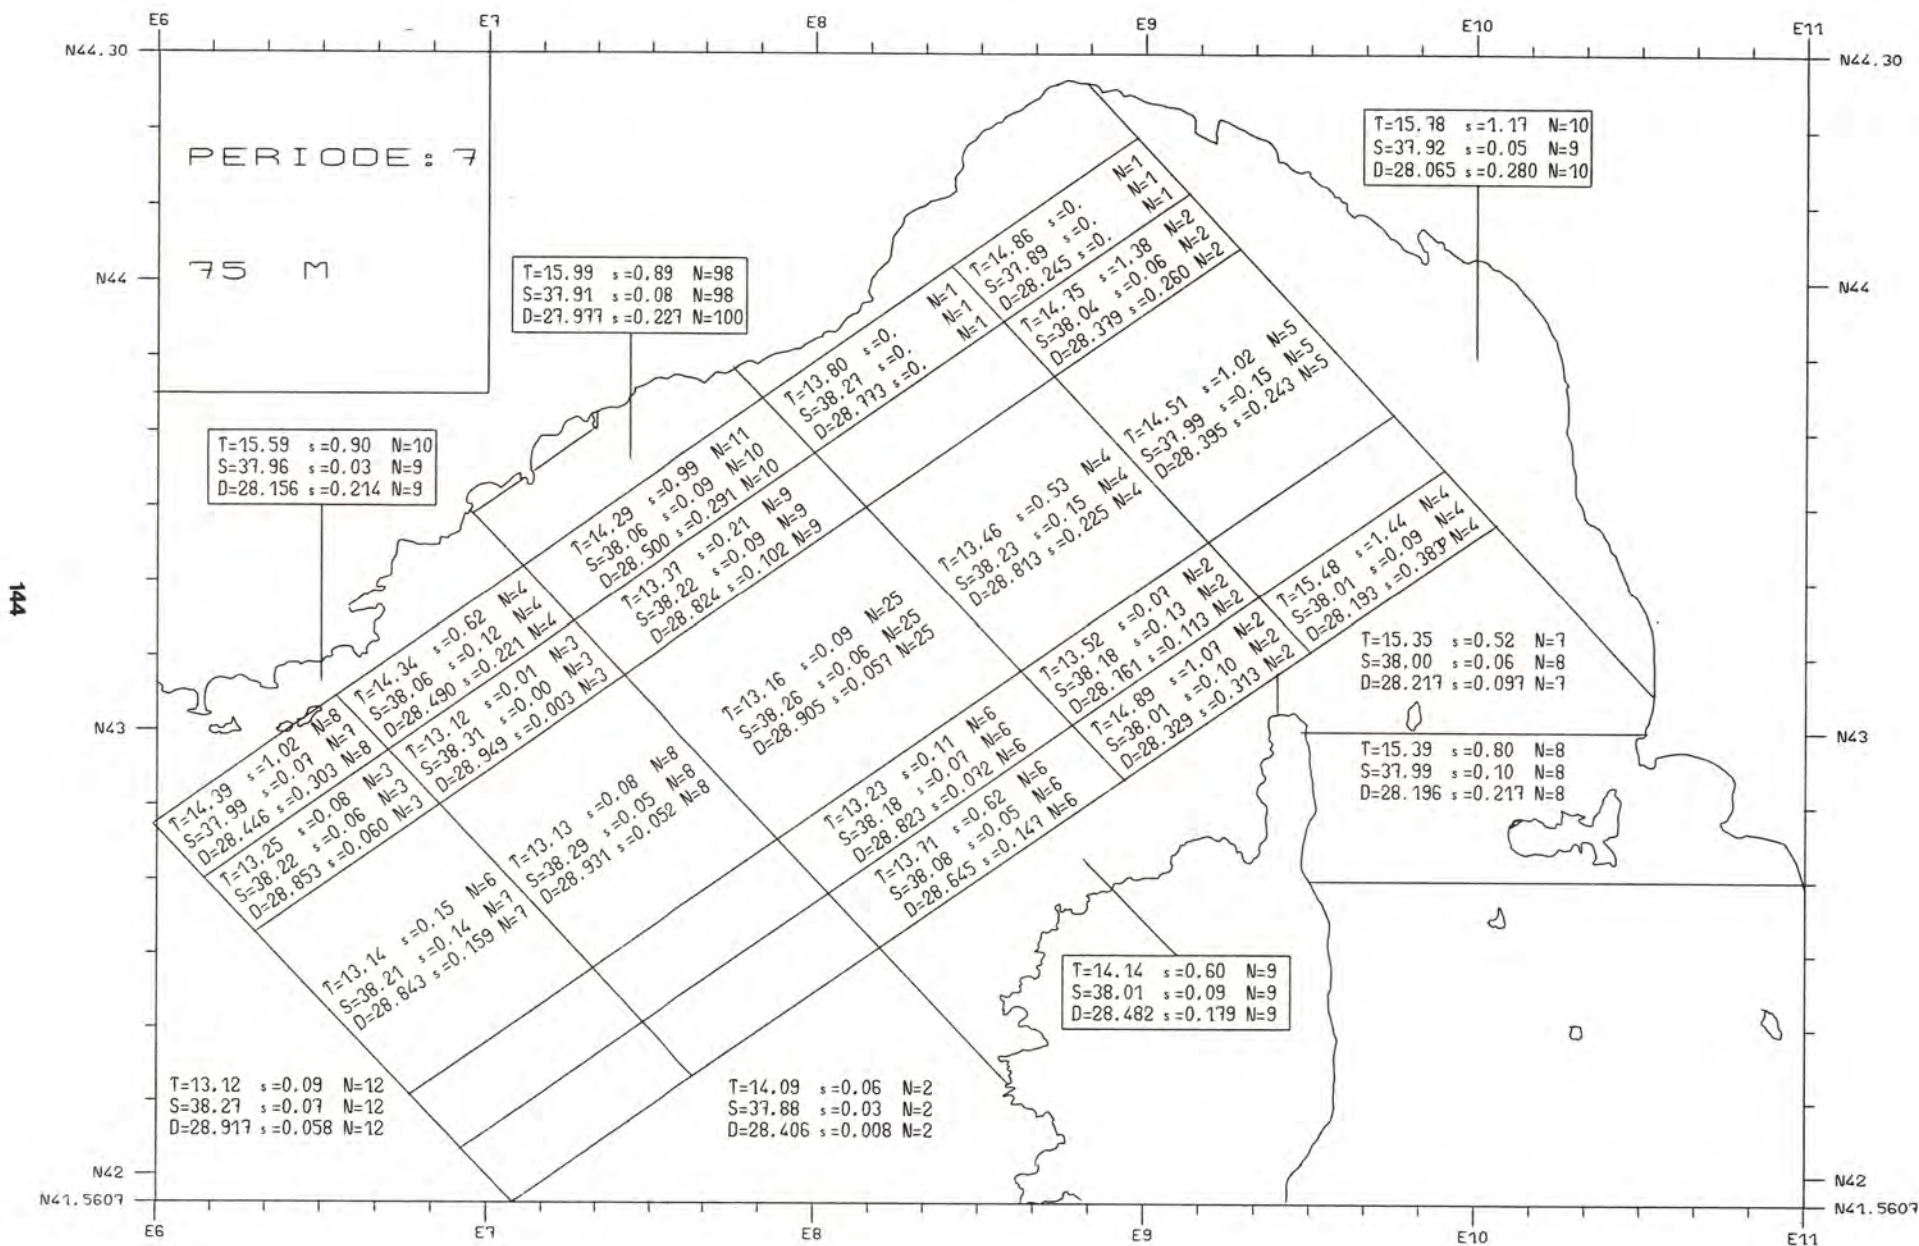 E6 E7 E8 E9 E10 E11
N44.30 N44.30
PERIODE: 7
75 M
T=15.78 s=1.17 N=10
S=37.92 s=0.05 N=9
D=28.065 s=0.280 N=10
T=14.86 s=0. N=1
S=37.89 s=0. N=1
D=28.245 s=0. N=1
T=14.75 s=1.38 N=2
S=38.04 s=0.06 N=2
D=28.379 s=0.260 N=2
N44 N44
T=15.99 s=0.89 N=98
S=37.91 s=0.08 N=98
D=27.977 s=0.227 N=100
T=13.80 s=0. N=1
S=38.27 s=0. N=1
D=28.773 s=0. N=1
T=14.51 s=1.02 N=5
S=37.99 s=0.15 N=5
D=28.395 s=0.243 N=5
T=15.59 s=0.90 N=10
S=37.96 s=0.03 N=9
D=28.156 s=0.214 N=9
T=14.29 s=0.99 N=11
S=38.06 s=0.09 N=10
D=28.500 s=0.291 N=10
T=13.37 s=0.21 N=9
S=38.22 s=0.09 N=9
D=28.824 s=0.102 N=9
T=13.46 s=0.53 N=4
S=38.23 s=0.15 N=4
D=28.813 s=0.225 N=4
T=15.48 s=1.44 N=4
S=38.01 s=0.09 N=4
D=28.193 s=0.383 N=4
144
T=14.34 s=0.62 N=4
S=38.06 s=0.12 N=4
D=28.490 s=0.221 N=4
T=13.12 s=0.01 N=3
S=38.31 s=0.00 N=3
D=28.949 s=0.003 N=3
T=13.16 s=0.09 N=25
S=38.26 s=0.06 N=25
D=28.905 s=0.057 N=25
T=13.52 s=0.07 N=2
S=38.18 s=0.13 N=2
D=28.761 s=0.113 N=2
T=14.89 s=1.07 N=2
S=38.01 s=0.10 N=2
D=28.329 s=0.313 N=2
T=15.35 s=0.52 N=7
S=38.00 s=0.06 N=8
D=28.217 s=0.097 N=7
N43 N43
T=14.39 s=1.02 N=8
S=37.99 s=0.07 N=7
D=28.446 s=0.303 N=8
T=13.25 s=0.08 N=3
S=38.22 s=0.06 N=3
D=28.853 s=0.060 N=3
T=13.13 s=0.08 N=8
S=38.29 s=0.05 N=8
D=28.931 s=0.052 N=8
T=13.23 s=0.11 N=6
S=38.18 s=0.07 N=6
D=28.823 s=0.072 N=6
T=13.71 s=0.62 N=6
S=38.08 s=0.05 N=6
D=28.645 s=0.147 N=6
T=15.39 s=0.80 N=8
S=37.99 s=0.10 N=8
D=28.196 s=0.217 N=8
T=13.14 s=0.15 N=6
S=38.21 s=0.14 N=7
D=28.843 s=0.159 N=7
T=14.14 s=0.60 N=9
S=38.01 s=0.09 N=9
D=28.482 s=0.179 N=9
T=13.12 s=0.09 N=12
S=38.27 s=0.07 N=12
D=28.917 s=0.058 N=12
T=14.09 s=0.06 N=2
S=37.88 s=0.03 N=2
D=28.406 s=0.008 N=2
N42 N42
N41.5607 N41.5607
E6 E7 E8 E9 E10 E11